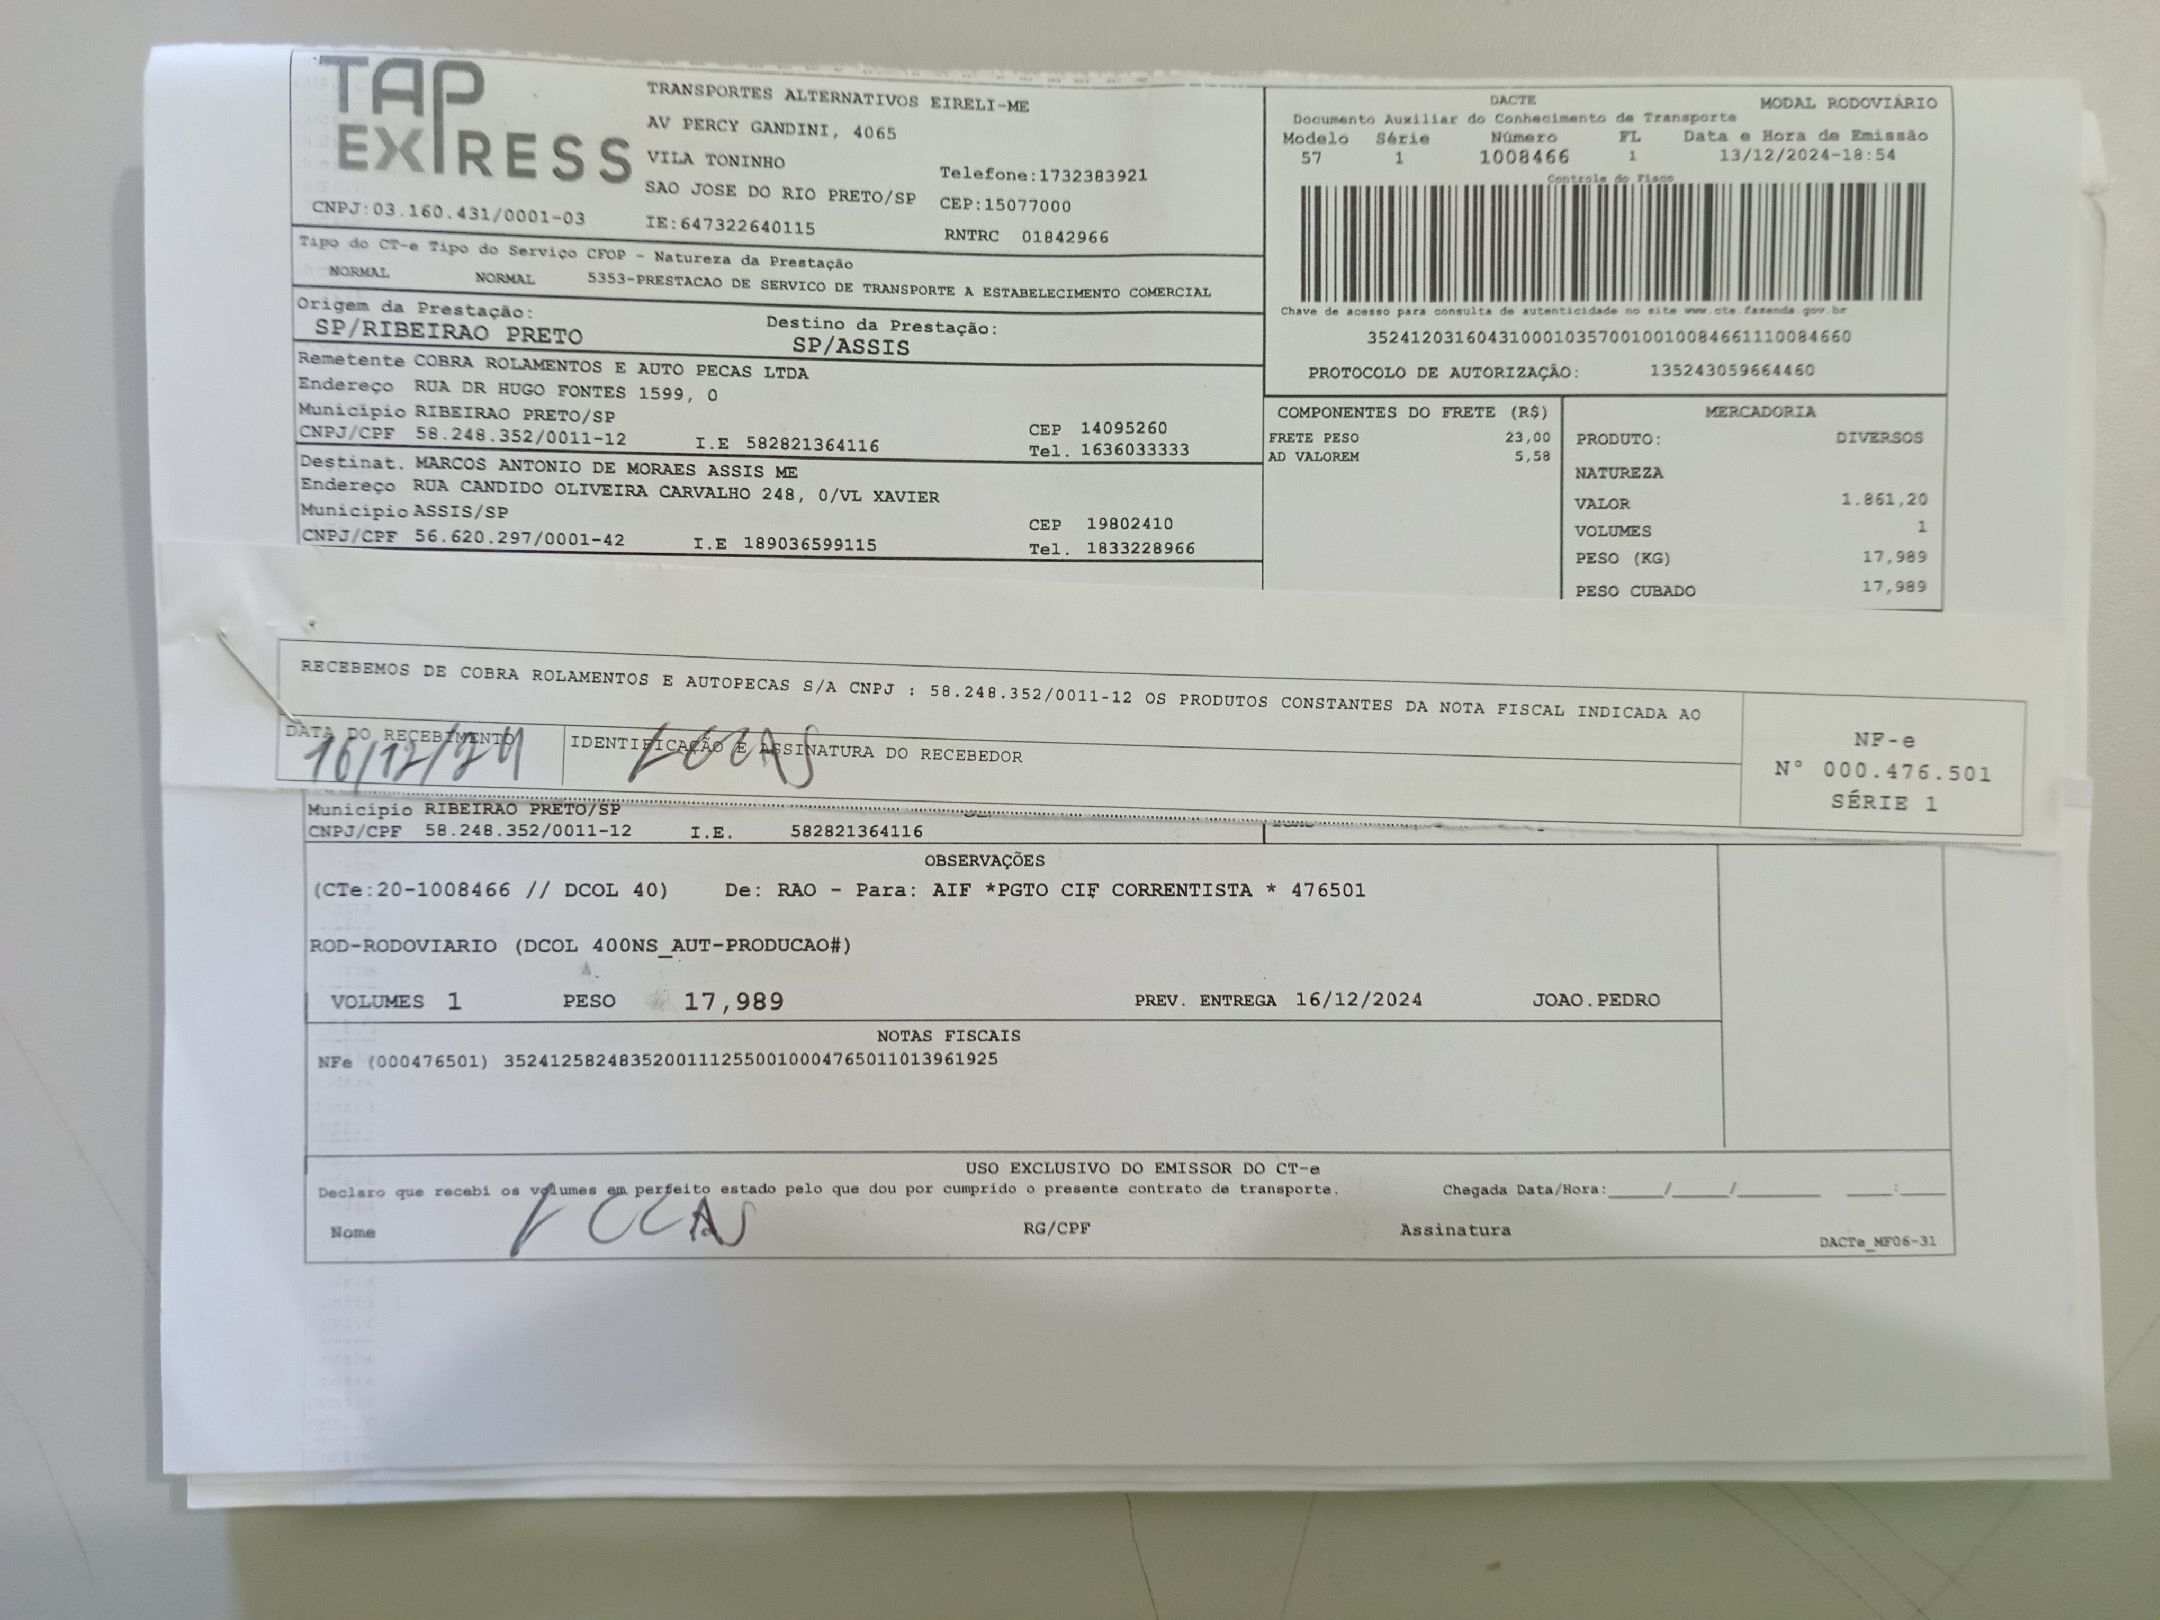 TAP EXPRESS
TRANSPORTES ALTERNATIVOS EIRELI-ME
AV PERCY GANDINI, 4065
VILA TONINHO
Telefone:1732383921
SAO JOSE DO RIO PRETO/SP CEP:15077000
CNPJ:03.160.431/0001-03 IE:647322640115 RNTRC 01842966
DACTE MODAL RODOVIÁRIO
Documento Auxiliar do Conhecimento de Transporte
Modelo Série Número FL Data e Hora de Emissão
57 1 1008466 1 13/12/2024-18:54
Controle do Fisco
Chave de acesso para consulta de autenticidade no site www.cte.fazenda.gov.br
35241203160431000103570010010084661110084660
PROTOCOLO DE AUTORIZAÇÃO: 135243059664460
Tipo do CT-e Tipo do Serviço CFOP - Natureza da Prestação
NORMAL NORMAL 5353-PRESTACAO DE SERVICO DE TRANSPORTE A ESTABELECIMENTO COMERCIAL
Origem da Prestação: Destino da Prestação:
SP/RIBEIRAO PRETO SP/ASSIS
Remetente COBRA ROLAMENTOS E AUTO PECAS LTDA
Endereço RUA DR HUGO FONTES 1599, 0
Município RIBEIRAO PRETO/SP CEP 14095260
CNPJ/CPF 58.248.352/0011-12 I.E 582821364116 Tel. 1636033333
Destinat. MARCOS ANTONIO DE MORAES ASSIS ME
Endereço RUA CANDIDO OLIVEIRA CARVALHO 248, 0/VL XAVIER
Município ASSIS/SP CEP 19802410
CNPJ/CPF 56.620.297/0001-42 I.E 189036599115 Tel. 1833228966
COMPONENTES DO FRETE (R$)
FRETE PESO 23,00
AD VALOREM 5,58
MERCADORIA
PRODUTO: DIVERSOS
NATUREZA
VALOR 1.861,20
VOLUMES 1
PESO (KG) 17,989
PESO CUBADO 17,989
RECEBEMOS DE COBRA ROLAMENTOS E AUTOPECAS S/A CNPJ : 58.248.352/0011-12 OS PRODUTOS CONSTANTES DA NOTA FISCAL INDICADA AO
DATA DO RECEBIMENTO IDENTIFICAÇÃO E ASSINATURA DO RECEBEDOR
16/12/24
NF-e
Nº 000.476.501
SÉRIE 1
Município RIBEIRAO PRETO/SP
CNPJ/CPF 58.248.352/0011-12 I.E. 582821364116
OBSERVAÇÕES
(CTe:20-1008466 // DCOL 40) De: RAO - Para: AIF *PGTO CIF CORRENTISTA * 476501
ROD-RODOVIARIO (DCOL 400NS_AUT-PRODUCAO#)
VOLUMES 1 PESO 17,989 PREV. ENTREGA 16/12/2024 JOAO.PEDRO
NOTAS FISCAIS
NFe (000476501) 35241258248352001112550010004765011013961925
USO EXCLUSIVO DO EMISSOR DO CT-e
Declaro que recebi os volumes em perfeito estado pelo que dou por cumprido o presente contrato de transporte. Chegada Data/Hora:____/____/______ ___:___
Nome RG/CPF Assinatura
DACTe_MF06-31